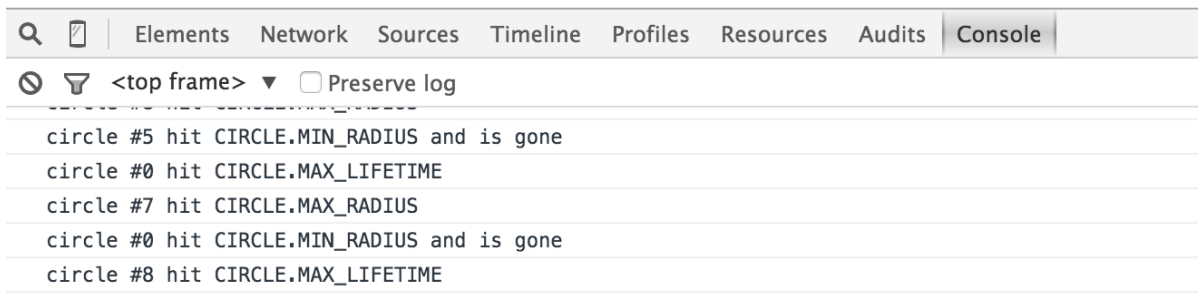 Elements Network Sources Timeline Profiles Resources Audits Console
<top frame> ▼ Preserve log
circle #5 hit CIRCLE.MIN_RADIUS and is gone
circle #0 hit CIRCLE.MAX_LIFETIME
circle #7 hit CIRCLE.MAX_RADIUS
circle #0 hit CIRCLE.MIN_RADIUS and is gone
circle #8 hit CIRCLE.MAX_LIFETIME